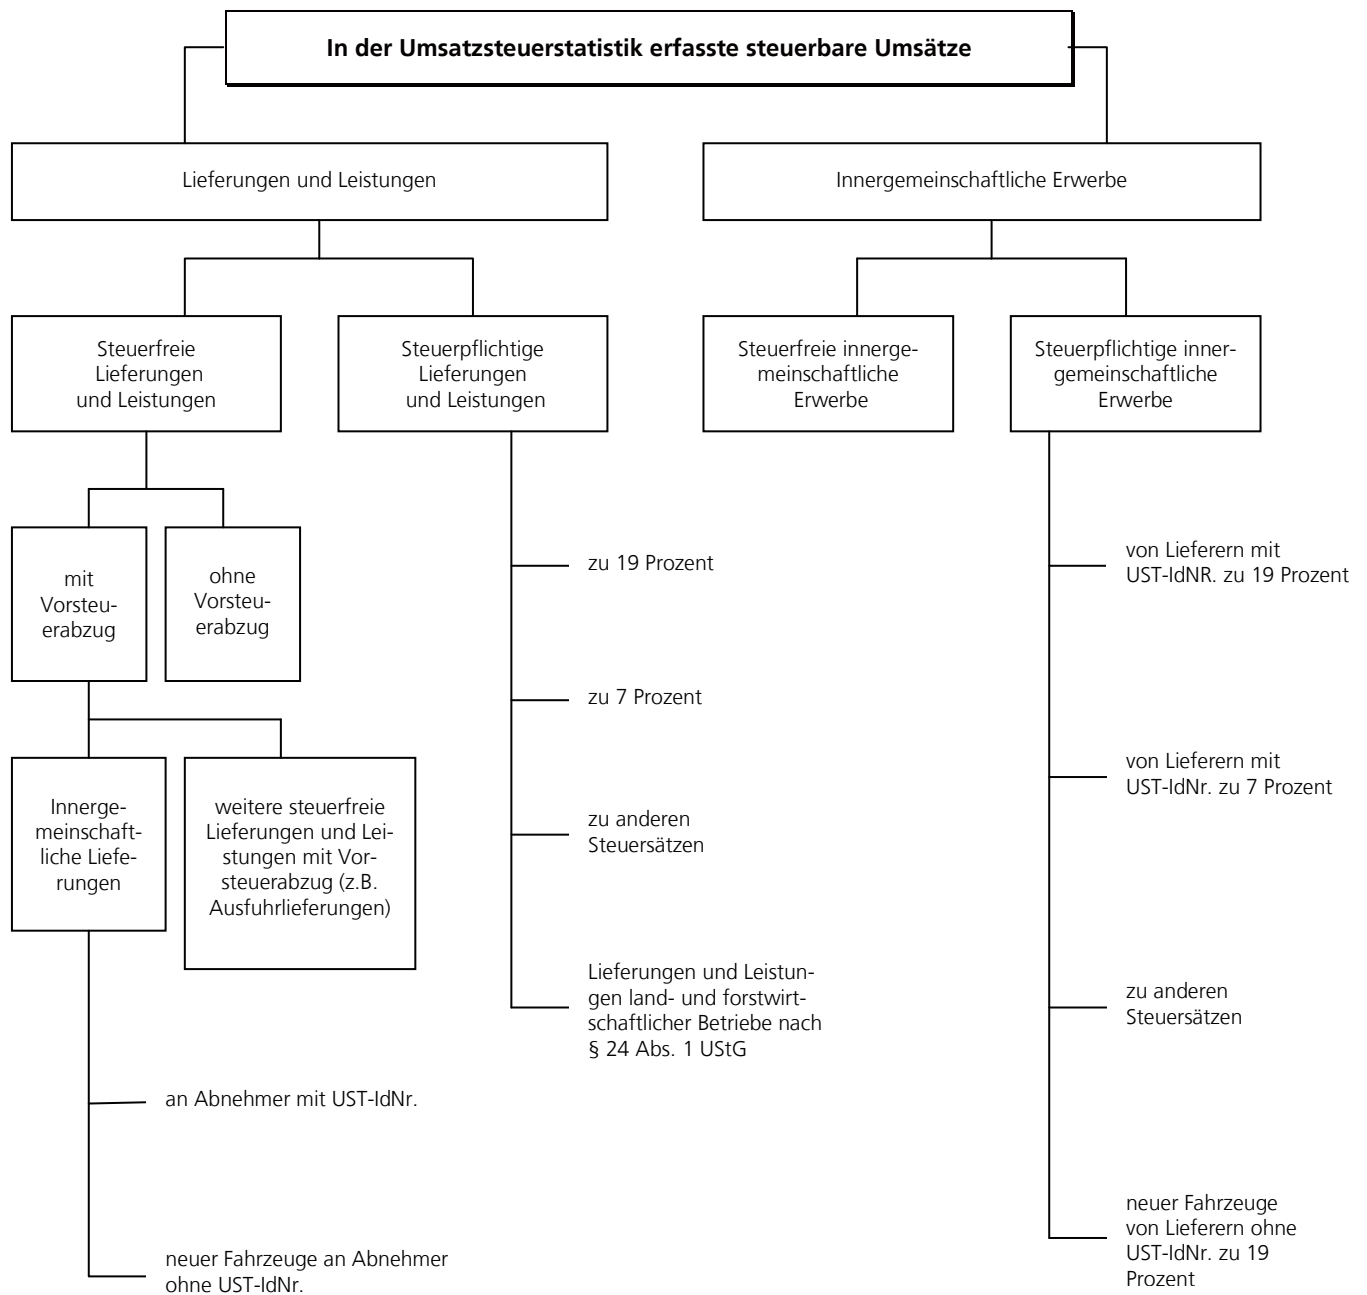 In der Umsatzsteuerstatistik erfasste steuerbare Umsätze
Lieferungen und Leistungen
Innergemeinschaftliche Erwerbe
Steuerfreie
Lieferungen
und Leistungen
Steuerpflichtige
Lieferungen
und Leistungen
Steuerfreie innerge-
meinschaftliche
Erwerbe
Steuerpflichtige inner-
gemeinschaftliche
Erwerbe
mit
Vorsteu-
erabzug
ohne
Vorsteu-
erabzug
zu 19 Prozent
von Lieferern mit
UST-IdNR. zu 19 Prozent
zu 7 Prozent
von Lieferern mit
UST-IdNr. zu 7 Prozent
Innerge-
meinschaft-
liche Liefe-
rungen
weitere steuerfreie
Lieferungen und Lei-
stungen mit Vor-
steuerabzug (z.B.
Ausfuhrlieferungen)
zu anderen
Steuersätzen
Lieferungen und Leistun-
gen land- und forstwirt-
schaftlicher Betriebe nach
§ 24 Abs. 1 UStG
zu anderen
Steuersätzen
an Abnehmer mit UST-IdNr.
neuer Fahrzeuge an Abnehmer
ohne UST-IdNr.
neuer Fahrzeuge
von Lieferern ohne
UST-IdNr. zu 19
Prozent